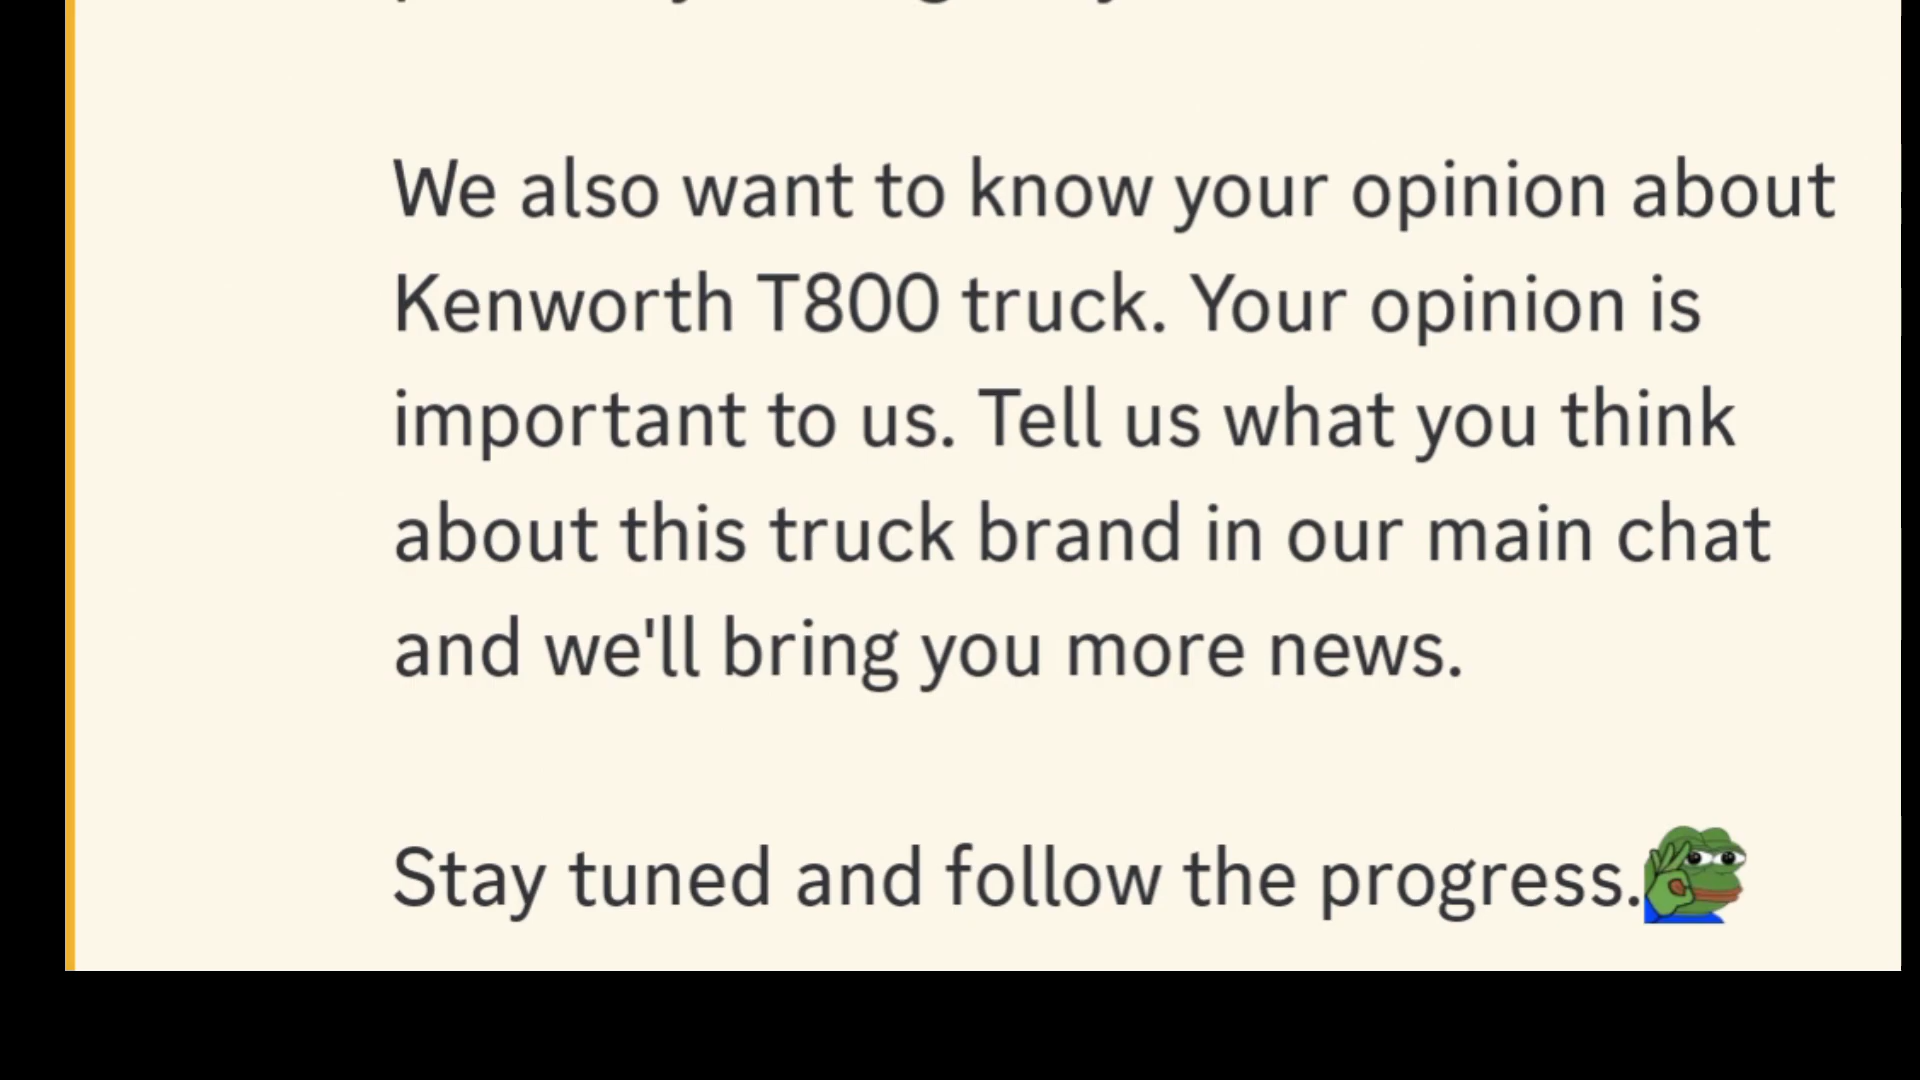 We also want to know your opinion about
Kenworth T800 truck. Your opinion is
important to us. Tell us what you think
about this truck brand in our main chat
and we'll bring you more news.
Stay tuned and follow the progress.